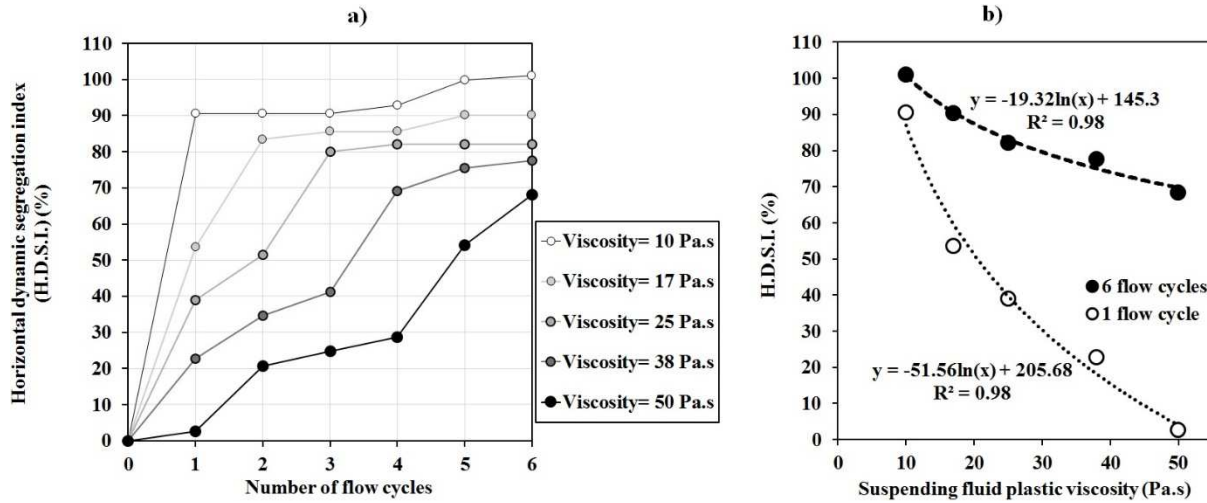 a)
Horizontal dynamic segregation index
(H.D.S.I.) (%)
110
100
90
80
70
60
50
40
30
20
10
0
0 1 2 3 4 5 6
Number of flow cycles
Viscosity= 10 Pa.s
Viscosity= 17 Pa.s
Viscosity= 25 Pa.s
Viscosity= 38 Pa.s
Viscosity= 50 Pa.s
b)
H.D.S.I. (%)
110
100
90
80
70
60
50
40
30
20
10
0
y = -19.32ln(x) + 145.3
R² = 0.98
6 flow cycles
1 flow cycle
y = -51.56ln(x) + 205.68
R² = 0.98
0 10 20 30 40 50
Suspending fluid plastic viscosity (Pa.s)